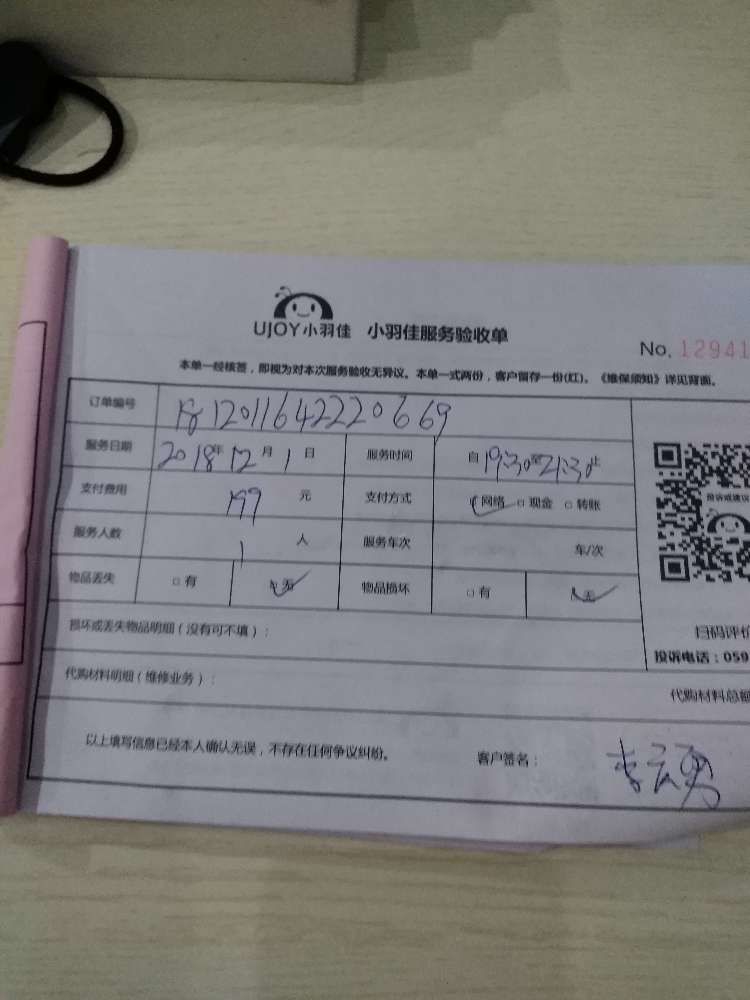 UJOY小羽佳 小羽佳服务验收单
No. 12941
本单一经核签，即视为对本次服务验收无异议。本单一式两份，客户留存一份(红)。《维保须知》详见背面。
订单编号 1812011642220669
服务日期 2018年12月1日 服务时间 自19:30至21:30止
支付费用 199元 支付方式 网络 □现金 □转账
投诉或建议
服务人数 1人 服务车次 车/次
物品丢失 □有 无 物品损坏 □有 无
扫码评价
损坏或丢失物品明细（没有可不填）：
投诉电话：059
代购材料明细（维修业务）：
代购材料总额
以上填写信息已经本人确认无误，不存在任何争议纠纷。 客户签名：